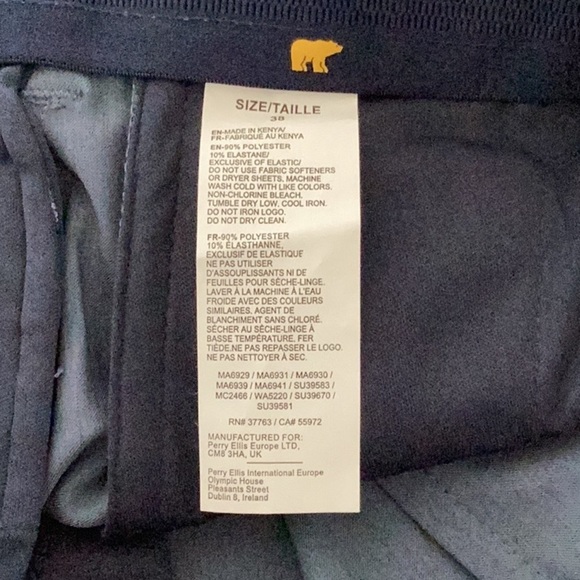 SIZE/TAILLE
38
EN-MADE IN KENYA/
FR-FABRIQUÉ AU KENYA
EN-90% POLYESTER
10% ELASTANE/
EXCLUSIVE OF ELASTIC/
DO NOT USE FABRIC SOFTENERS
OR DRYER SHEETS, MACHINE
WASH COLD WITH LIKE COLORS.
NON-CHLORINE BLEACH.
TUMBLE DRY LOW. COOL IRON.
DO NOT IRON LOGO.
DO NOT DRY CLEAN.
FR-90% POLYESTER
10% ÉLASTHANNE,
EXCLUSIF DE ELASTIQUE
NE PAS UTILISER
D'ASSOUPLISSANTS NI DE
FEUILLES POUR SÈCHE-LINGE.
LAVER À LA MACHINE À L'EAU
FROIDE AVEC DES COULEURS
SIMILAIRES. AGENT DE
BLANCHIMENT SANS CHLORÉ.
SÉCHER AU SÈCHE-LINGE À
BASSE TEMPÉRATURE. FER
TIÈDE.NE PAS REPASSER LE LOGO.
NE PAS NETTOYER À SEC.
MA6929 / MA6931 / MA6930 /
MA6939 / MA6941 / SU39583 /
MC2466 / WA5220 / SU39670 /
SU39581
RN# 37763 / CA# 55972
MANUFACTURED FOR:
Perry Ellis Europe LTD,
CM8 3HA, UK
Perry Ellis International Europe
Olympic House
Pleasants Street
Dublin 8, Ireland